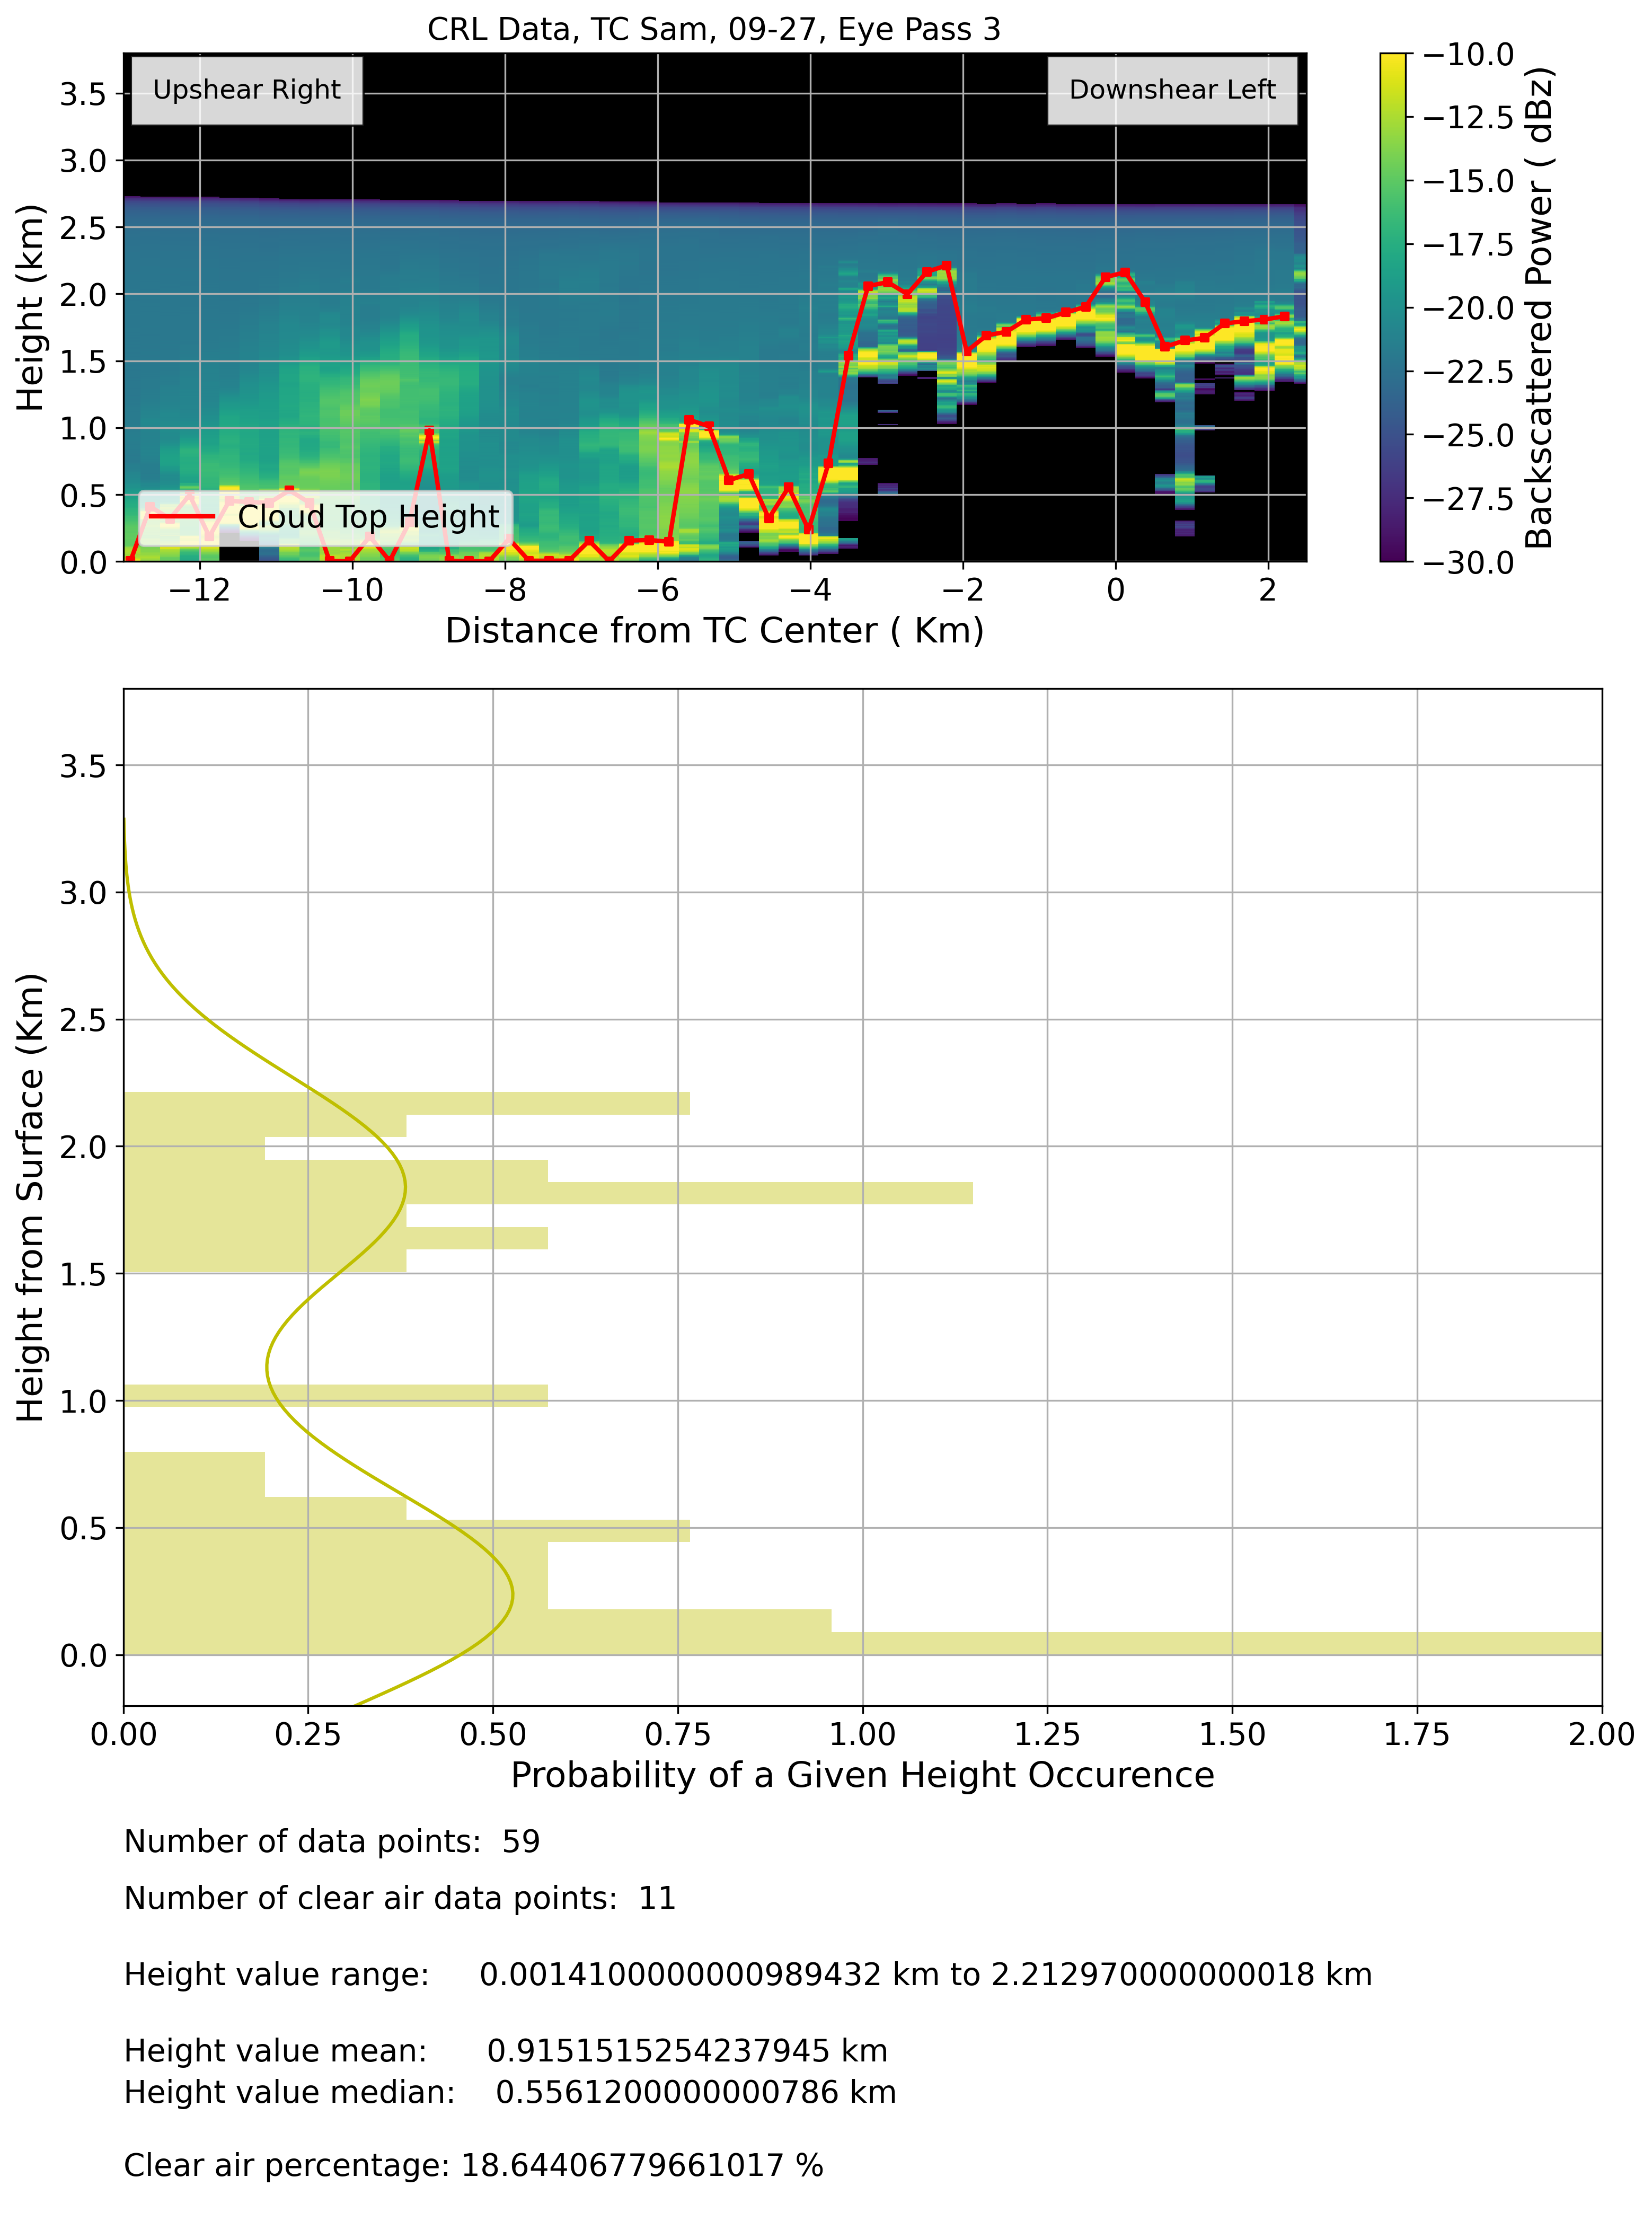 CRL Data, TC Sam, 09-27, Eye Pass 3
Upshear Right
Downshear Left
3.5
3.0
2.5
2.0
1.5
1.0
0.5
0.0
Height (km)
Cloud Top Height
−12
−10
−8
−6
−4
−2
0
2
Distance from TC Center ( Km)
−10.0
−12.5
−15.0
−17.5
−20.0
−22.5
−25.0
−27.5
−30.0
Backscattered Power ( dBz)
3.5
3.0
2.5
2.0
1.5
1.0
0.5
0.0
Height from Surface (Km)
0.00
0.25
0.50
0.75
1.00
1.25
1.50
1.75
2.00
Probability of a Given Height Occurence
Number of data points: 59
Number of clear air data points: 11
Height value range: 0.0014100000000989432 km to 2.212970000000018 km
Height value mean: 0.9151515254237945 km
Height value median: 0.5561200000000786 km
Clear air percentage: 18.64406779661017 %